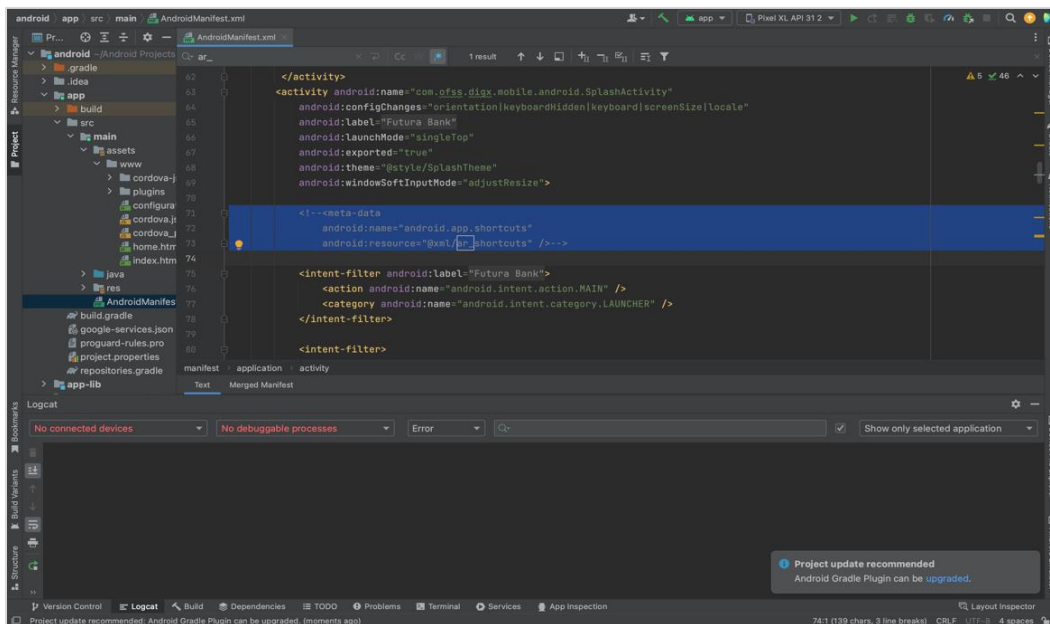 android › app › src › main › AndroidManifest.xml
app
Pixel XL API 31 2
Pr...
AndroidManifest.xml
android ~/Android Projects
.gradle
.idea
app
build
src
main
assets
www
cordova-j
plugins
configura
cordova.js
cordova_p
home.htm
index.htm
java
res
AndroidManifes
build.gradle
google-services.json
proguard-rules.pro
project.properties
repositories.gradle
app-lib
Resource Manager
Project
ar_
Cc
1 result
5 46
62 </activity>
63 <activity android:name="com.ofss.digx.mobile.android.SplashActivity"
64 android:configChanges="orientation|keyboardHidden|keyboard|screenSize|locale"
65 android:label="Futura Bank"
66 android:launchMode="singleTop"
67 android:exported="true"
68 android:theme="@style/SplashTheme"
69 android:windowSoftInputMode="adjustResize">
70
71 <!--<meta-data
72 android:name="android.app.shortcuts"
73 android:resource="@xml/ar_shortcuts" />-->
74
75 <intent-filter android:label="Futura Bank">
76 <action android:name="android.intent.action.MAIN" />
77 <category android:name="android.intent.category.LAUNCHER" />
78 </intent-filter>
79
80 <intent-filter>
manifest › application › activity
Text Merged Manifest
Logcat
No connected devices
No debuggable processes
Error
Show only selected application
Bookmarks
Build Variants
Structure
Project update recommended
Android Gradle Plugin can be upgraded.
Version Control Logcat Build Dependencies TODO Problems Terminal Services App Inspection Layout Inspector
Project update recommended: Android Gradle Plugin can be upgraded. (moments ago) 74:1 (139 chars, 3 line breaks) CRLF UTF-8 4 spaces